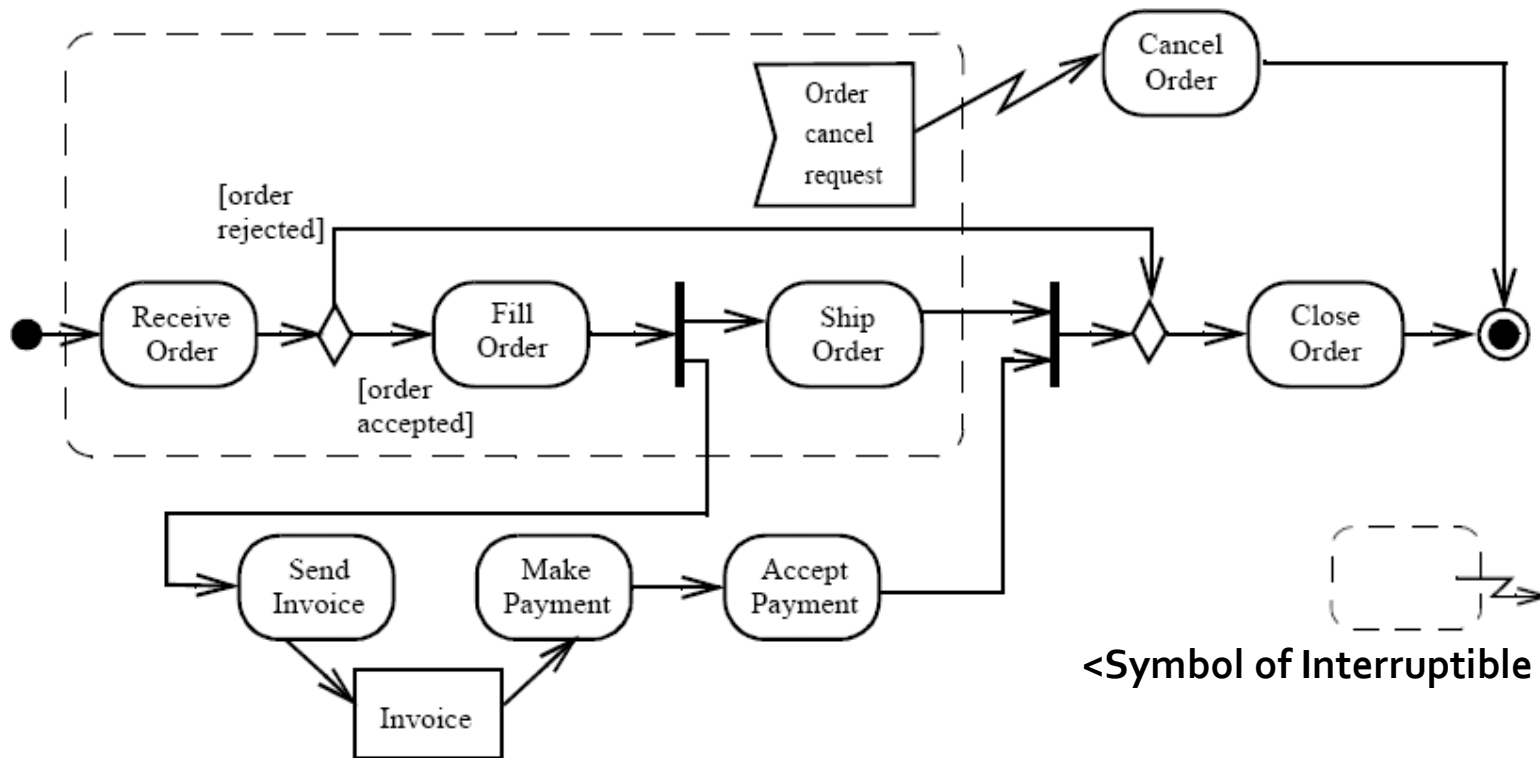 Cancel
Order
Order
cancel
request
[order
rejected]
Receive
Order
Fill
Order
Ship
Order
Close
Order
[order
accepted]
Send
Invoice
Make
Payment
Accept
Payment
Invoice
<Symbol of Interruptible